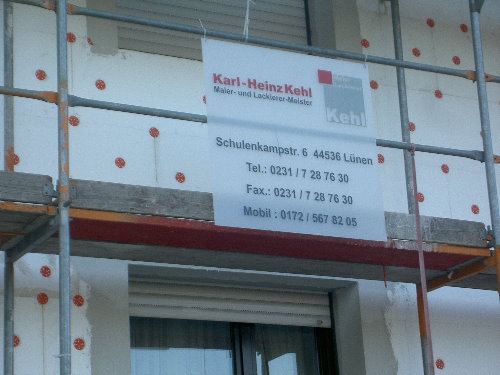 Karl-Heinz Kehl
Maler- und Lackierer-Meister
Kehl
Schulenkampstr. 6 44536 Lünen
Tel.: 0231 / 7 28 76 30
Fax.: 0231 / 7 28 76 30
Mobil : 0172 / 567 82 05